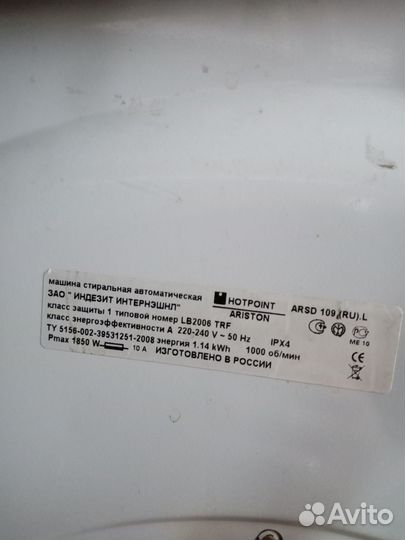 машина стиральная автоматическая
ЗАО " ИНДЕЗИТ ИНТЕРНЭШНЛ"
HOTPOINT
ARISTON
ARSD 109 (RU).L
класс защиты 1 типовой номер LB2006 TRF
класс энергоэффективности А 220-240 V ~ 50 Hz IPX4
ТУ 5156-002-39531251-2008 энергия 1.14 kWh 1000 об/мин
ME 10
CE
Pmax 1850 W 10 A ИЗГОТОВЛЕНО В РОССИИ
Avito